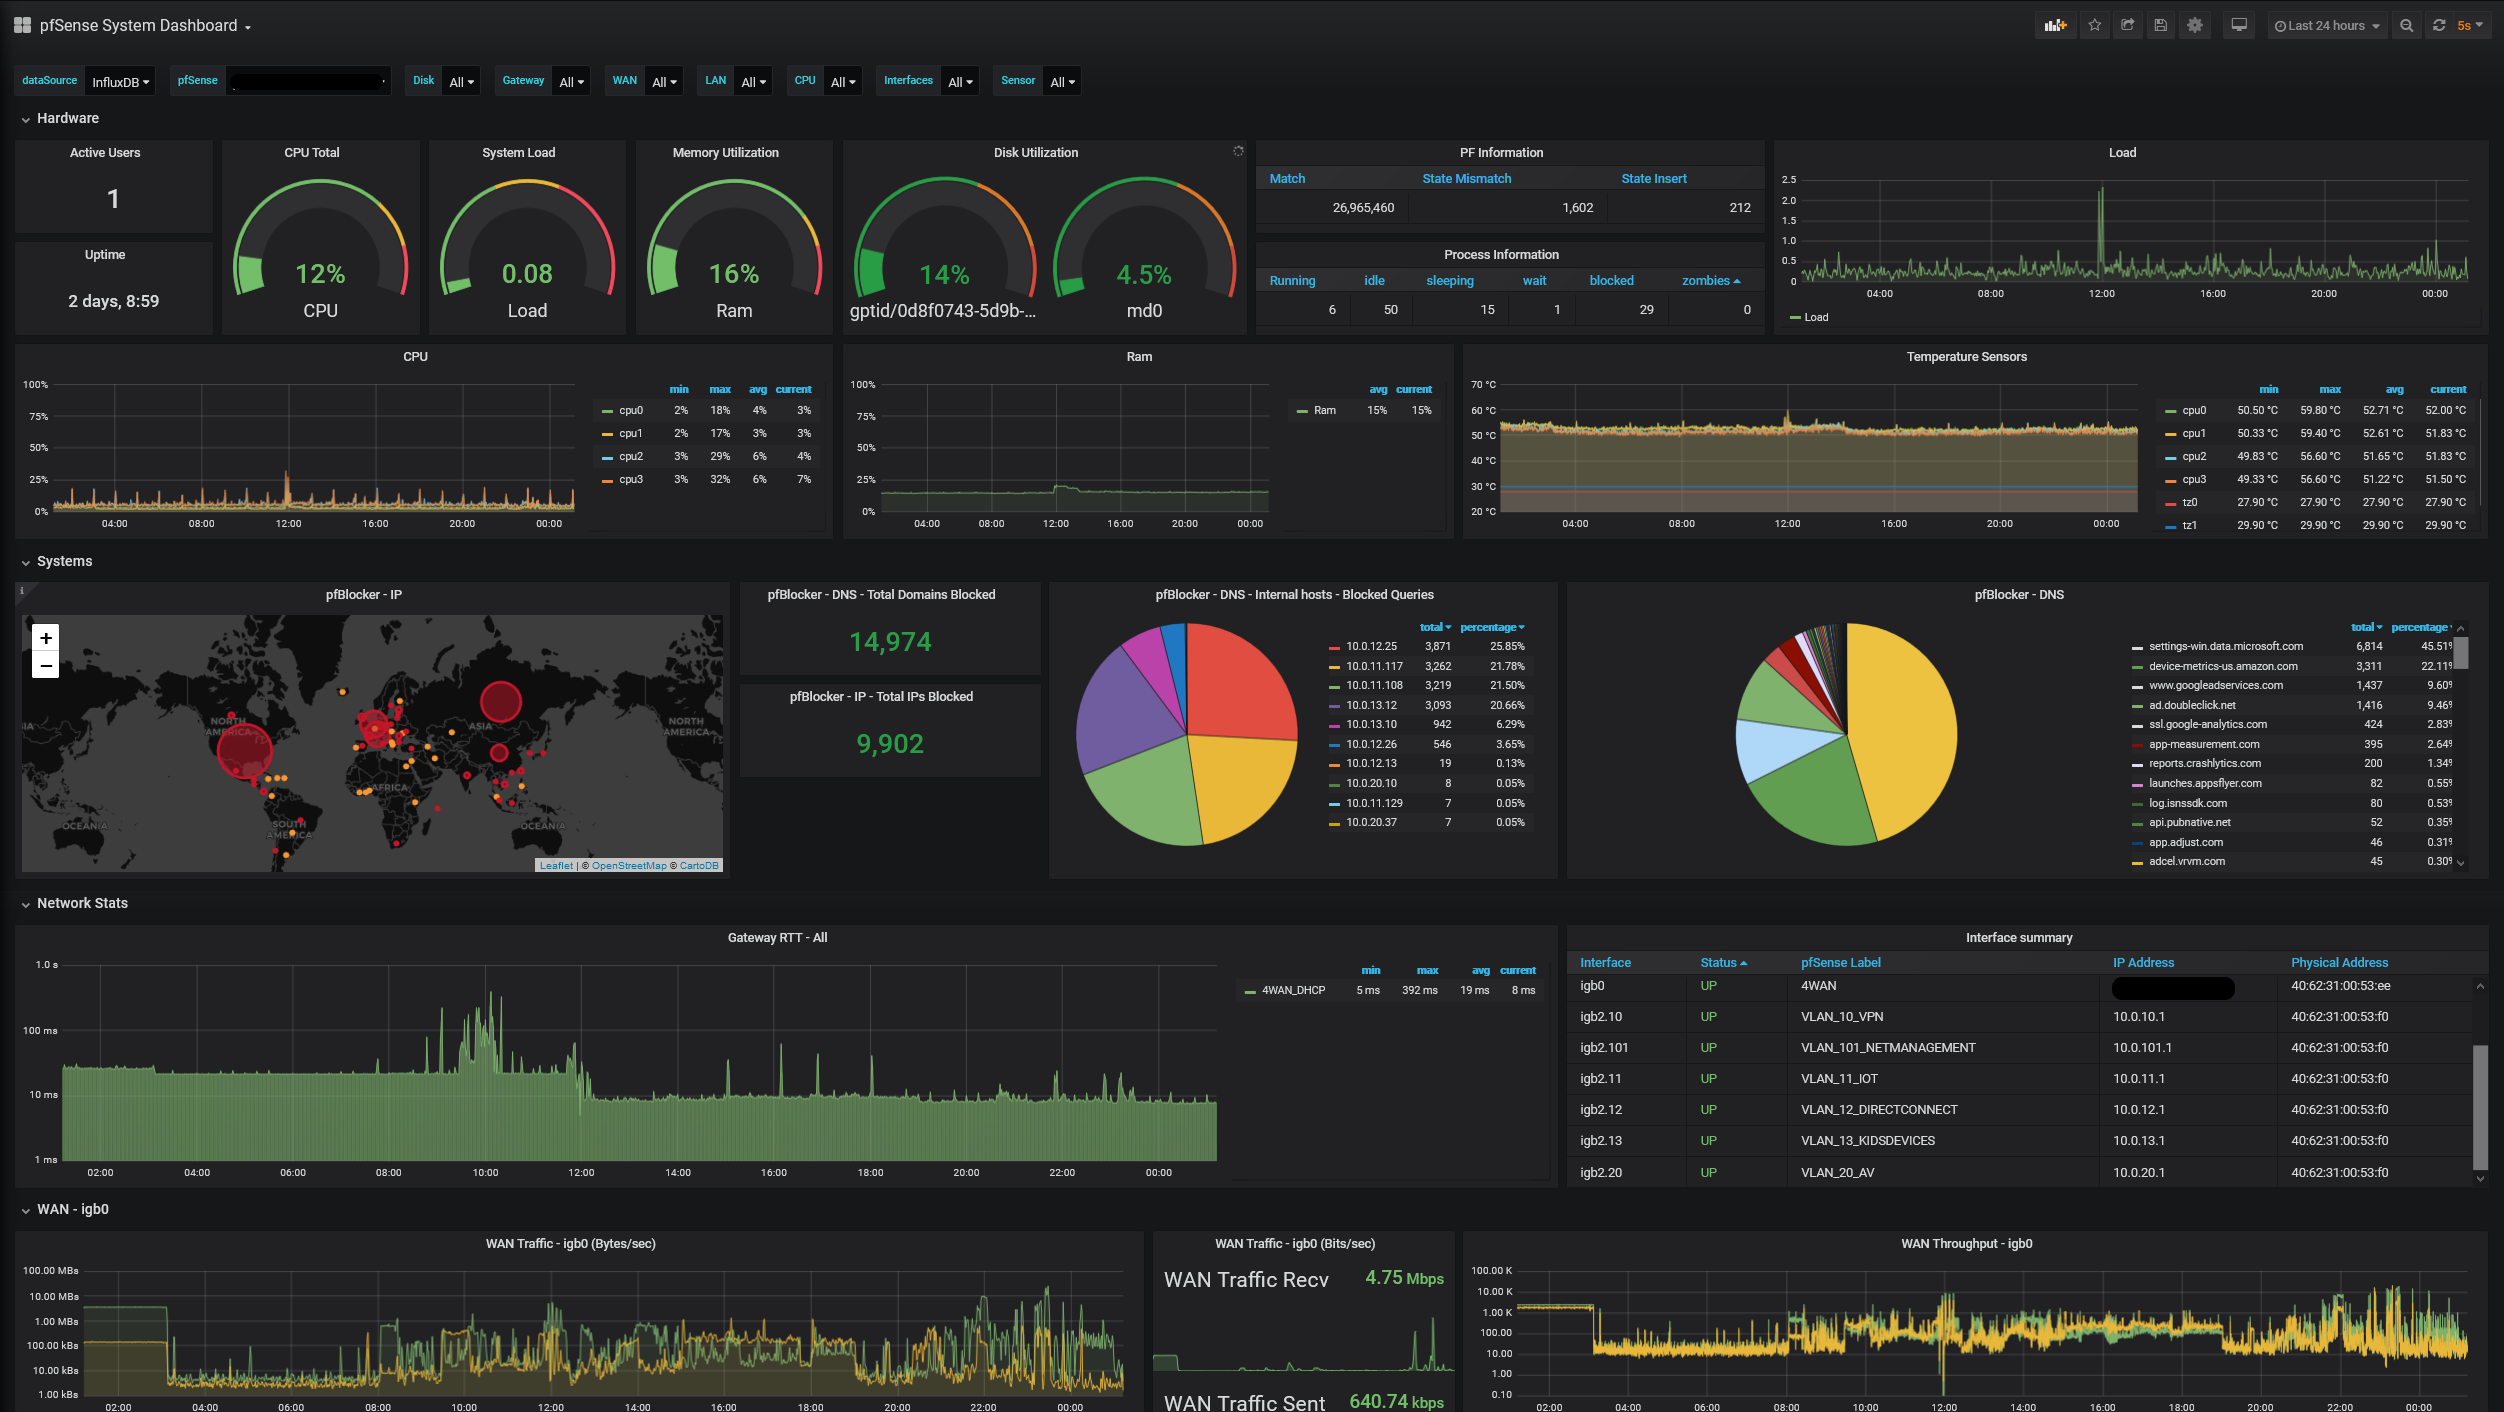 pfSense System Dashboard
Last 24 hours
5s
dataSource InfluxDB pfSense Disk All Gateway All WAN All LAN All CPU All Interfaces All Sensor All
Hardware
Active Users
1
Uptime
2 days, 8:59
CPU Total
12%
CPU
System Load
0.08
Load
Memory Utilization
16%
Ram
Disk Utilization
14%
gptid/0d8f0743-5d9b-...
4.5%
md0
PF Information
Match State Mismatch State Insert
26,965,460 1,602 212
Process Information
Running idle sleeping wait blocked zombies
6 50 15 1 29 0
Load
2.5
2.0
1.5
1.0
0.5
0
04:00 08:00 12:00 16:00 20:00 00:00
Load
CPU
100%
75%
50%
25%
0%
04:00 08:00 12:00 16:00 20:00 00:00
min max avg current
cpu0 2% 18% 4% 3%
cpu1 2% 17% 3% 3%
cpu2 3% 29% 6% 4%
cpu3 3% 32% 6% 7%
Ram
100%
75%
50%
25%
0%
04:00 08:00 12:00 16:00 20:00 00:00
avg current
Ram 15% 15%
Temperature Sensors
70 °C
60 °C
50 °C
40 °C
30 °C
20 °C
04:00 08:00 12:00 16:00 20:00 00:00
min max avg current
cpu0 50.50 °C 59.80 °C 52.71 °C 52.00 °C
cpu1 50.33 °C 59.40 °C 52.61 °C 51.83 °C
cpu2 49.83 °C 56.60 °C 51.65 °C 51.83 °C
cpu3 49.33 °C 56.60 °C 51.22 °C 51.50 °C
tz0 27.90 °C 27.90 °C 27.90 °C 27.90 °C
tz1 29.90 °C 29.90 °C 29.90 °C 29.90 °C
Systems
i
pfBlocker - IP
+
−
NORTH AMERICA
ASIA
NORTH AMERICA
AFRICA
OCEANIA
SOUTH AMERICA
OCEANIA
Leaflet | © OpenStreetMap © CartoDB
pfBlocker - DNS - Total Domains Blocked
14,974
pfBlocker - IP - Total IPs Blocked
9,902
pfBlocker - DNS - Internal hosts - Blocked Queries
total percentage
10.0.12.25 3,871 25.85%
10.0.11.117 3,262 21.78%
10.0.11.108 3,219 21.50%
10.0.13.12 3,093 20.66%
10.0.13.10 942 6.29%
10.0.12.26 546 3.65%
10.0.12.13 19 0.13%
10.0.20.10 8 0.05%
10.0.11.129 7 0.05%
10.0.20.37 7 0.05%
pfBlocker - DNS
total percentage
settings-win.data.microsoft.com 6,814 45.51%
device-metrics-us.amazon.com 3,311 22.11%
www.googleadservices.com 1,437 9.60%
ad.doubleclick.net 1,416 9.46%
ssl.google-analytics.com 424 2.83%
app-measurement.com 395 2.64%
reports.crashlytics.com 200 1.34%
launches.appsflyer.com 82 0.55%
log.isnssdk.com 80 0.53%
api.pubnative.net 52 0.35%
app.adjust.com 46 0.31%
adcel.vrvm.com 45 0.30%
Network Stats
Gateway RTT - All
1.0 s
100 ms
10 ms
1 ms
02:00 04:00 06:00 08:00 10:00 12:00 14:00 16:00 18:00 20:00 22:00 00:00
min max avg current
4WAN_DHCP 5 ms 392 ms 19 ms 8 ms
Interface summary
Interface Status pfSense Label IP Address Physical Address
igb0 UP 4WAN 40:62:31:00:53:ee
igb2.10 UP VLAN_10_VPN 10.0.10.1 40:62:31:00:53:f0
igb2.101 UP VLAN_101_NETMANAGEMENT 10.0.101.1 40:62:31:00:53:f0
igb2.11 UP VLAN_11_IOT 10.0.11.1 40:62:31:00:53:f0
igb2.12 UP VLAN_12_DIRECTCONNECT 10.0.12.1 40:62:31:00:53:f0
igb2.13 UP VLAN_13_KIDSDEVICES 10.0.13.1 40:62:31:00:53:f0
igb2.20 UP VLAN_20_AV 10.0.20.1 40:62:31:00:53:f0
WAN - igb0
WAN Traffic - igb0 (Bytes/sec)
100.00 MBs
10.00 MBs
1.00 MBs
100.00 kBs
10.00 kBs
1.00 kBs
02:00 04:00 06:00 08:00 10:00 12:00 14:00 16:00 18:00 20:00 22:00 00:00
WAN Traffic - igb0 (Bits/sec)
WAN Traffic Recv 4.75 Mbps
WAN Traffic Sent 640.74 kbps
WAN Throughput - igb0
100.00 K
10.00 K
1.00 K
100.00
10.00
1.00
0.10
02:00 04:00 06:00 08:00 10:00 12:00 14:00 16:00 18:00 20:00 22:00 00:00